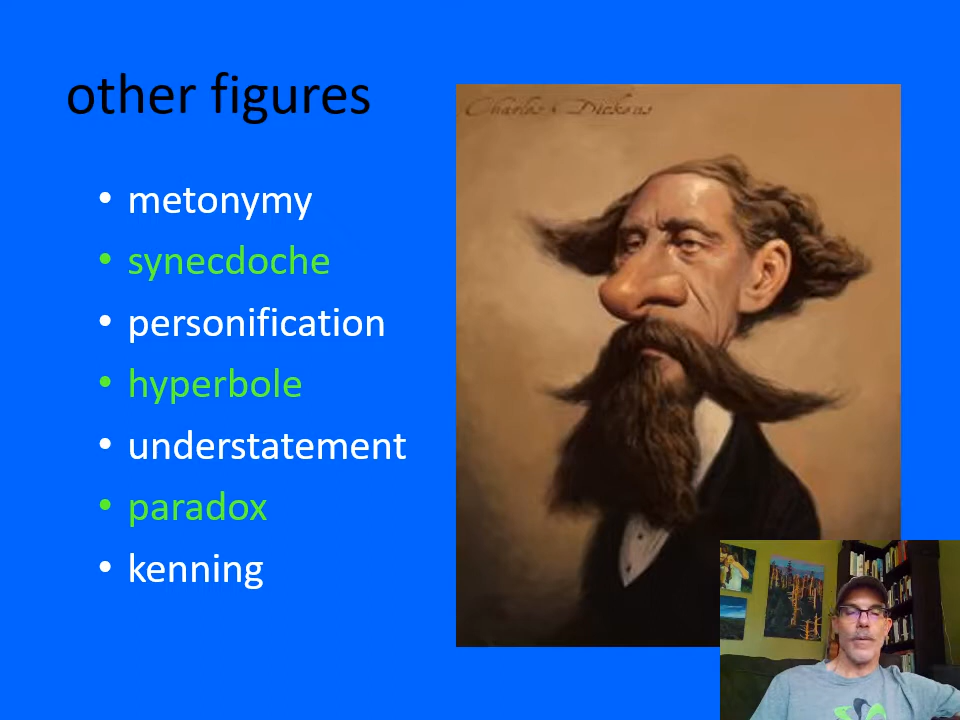 other figures
Charles Dickens
• metonymy
• synecdoche
• personification
• hyperbole
• understatement
• paradox
• kenning